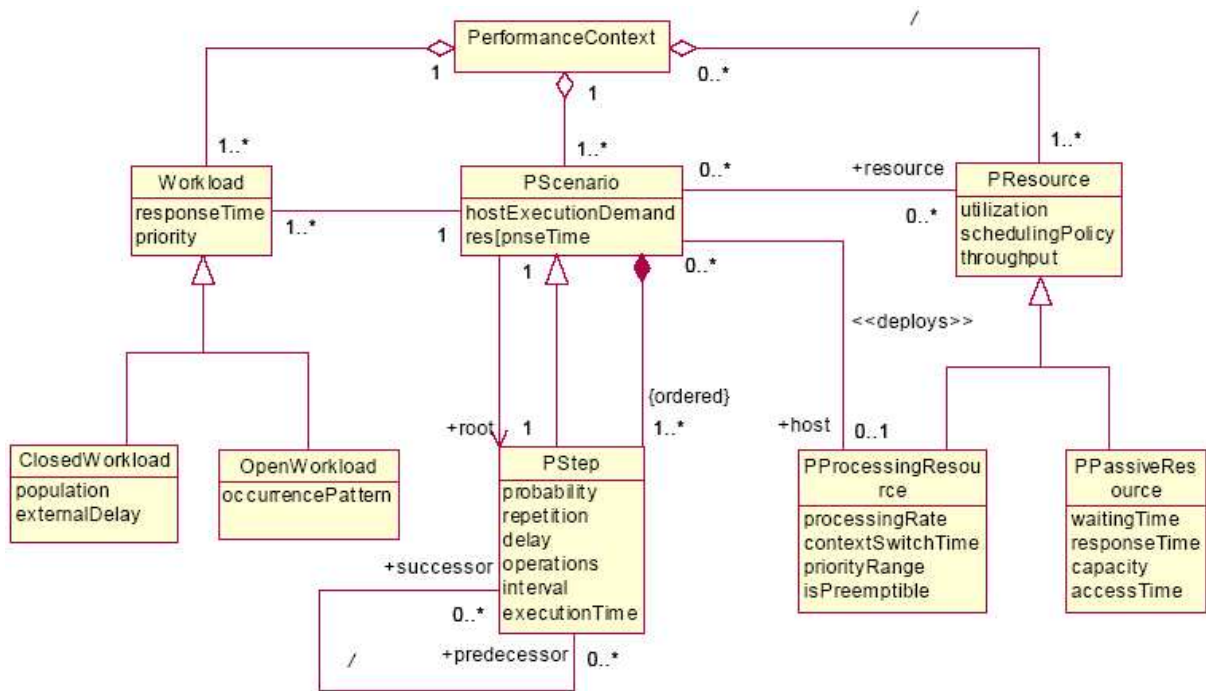 /
PerformanceContext
1
0..*
1
1..*
1..*
1..*
Workload
responseTime
priority
PScenario
hostExecutionDemand
res[pnseTime
0..*
+resource
0..*
PResource
utilization
schedulingPolicy
throughput
1..*
1
1
0..*
<<deploys>>
{ordered}
+root
1
1..*
+host
0..1
ClosedWorkload
population
externalDelay
OpenWorkload
occurrencePattern
PStep
probability
repetition
delay
operations
interval
executionTime
PProcessingResou
rce
processingRate
contextSwitchTime
priorityRange
isPreemptible
PPassiveRes
ource
waitingTime
responseTime
capacity
accessTime
+successor
0..*
/
+predecessor
0..*